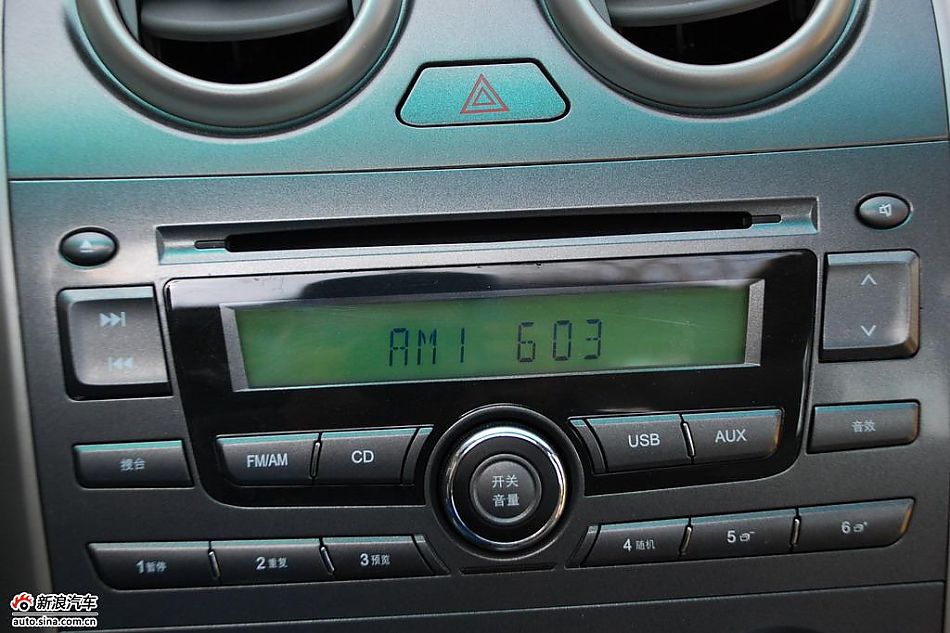 AM1 603
FM/AM
CD
USB
AUX
搜台
开关
音量
音效
1暂停
2重复
3预览
4随机
5
6
新浪汽车
auto.sina.com.cn